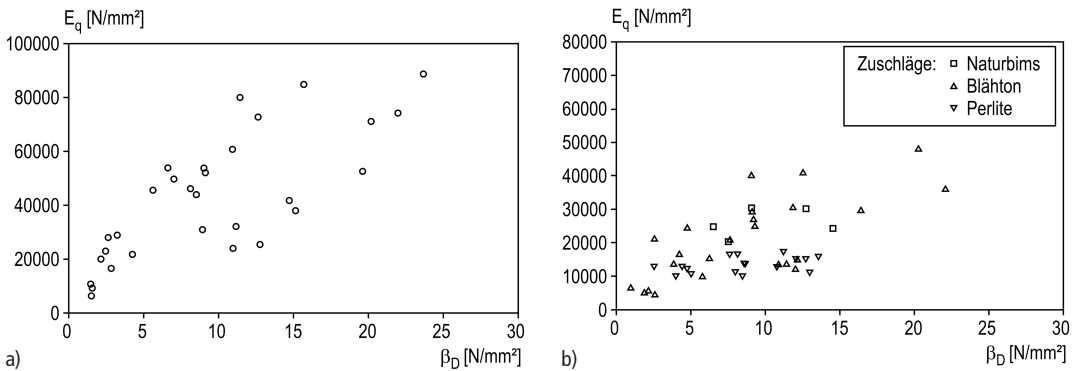 E_q [N/mm²]
100000
80000
60000
40000
20000
0
0 5 10 15 20 25 30
a) β_D [N/mm²]
E_q [N/mm²]
80000
70000
60000
50000
40000
30000
20000
10000
0
0 5 10 15 20 25 30
b) β_D [N/mm²]
Zuschläge: Naturbims
Blähton
Perlite